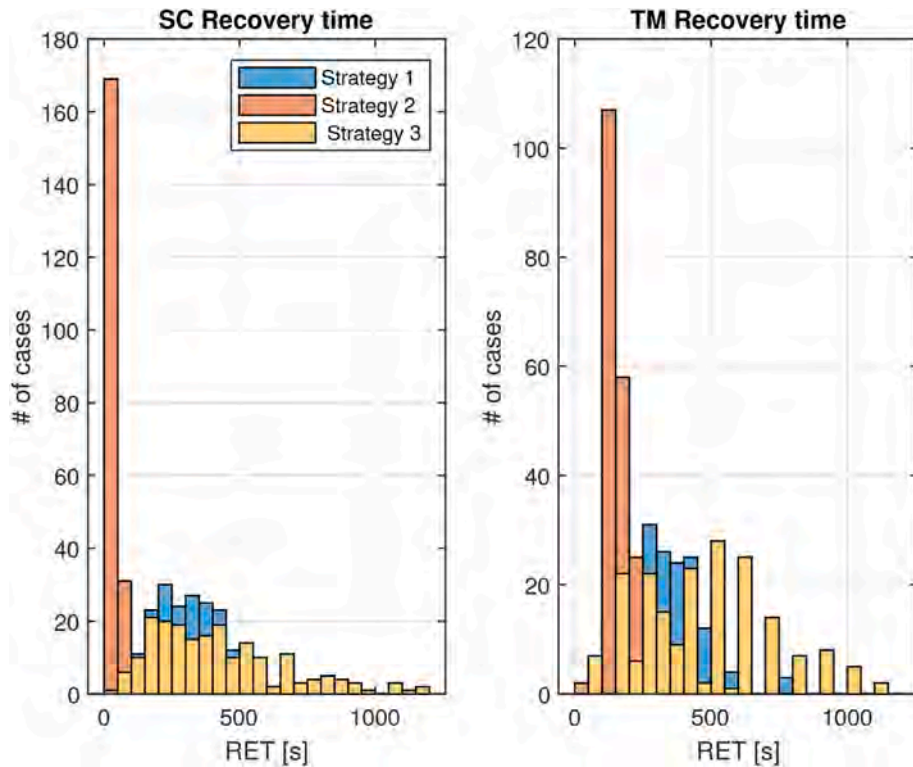 SC Recovery time
180
160
140
120
100
80
60
40
20
0
# of cases
0 500 1000
RET [s]
Strategy 1
Strategy 2
Strategy 3
TM Recovery time
120
100
80
60
40
20
0
# of cases
0 500 1000
RET [s]